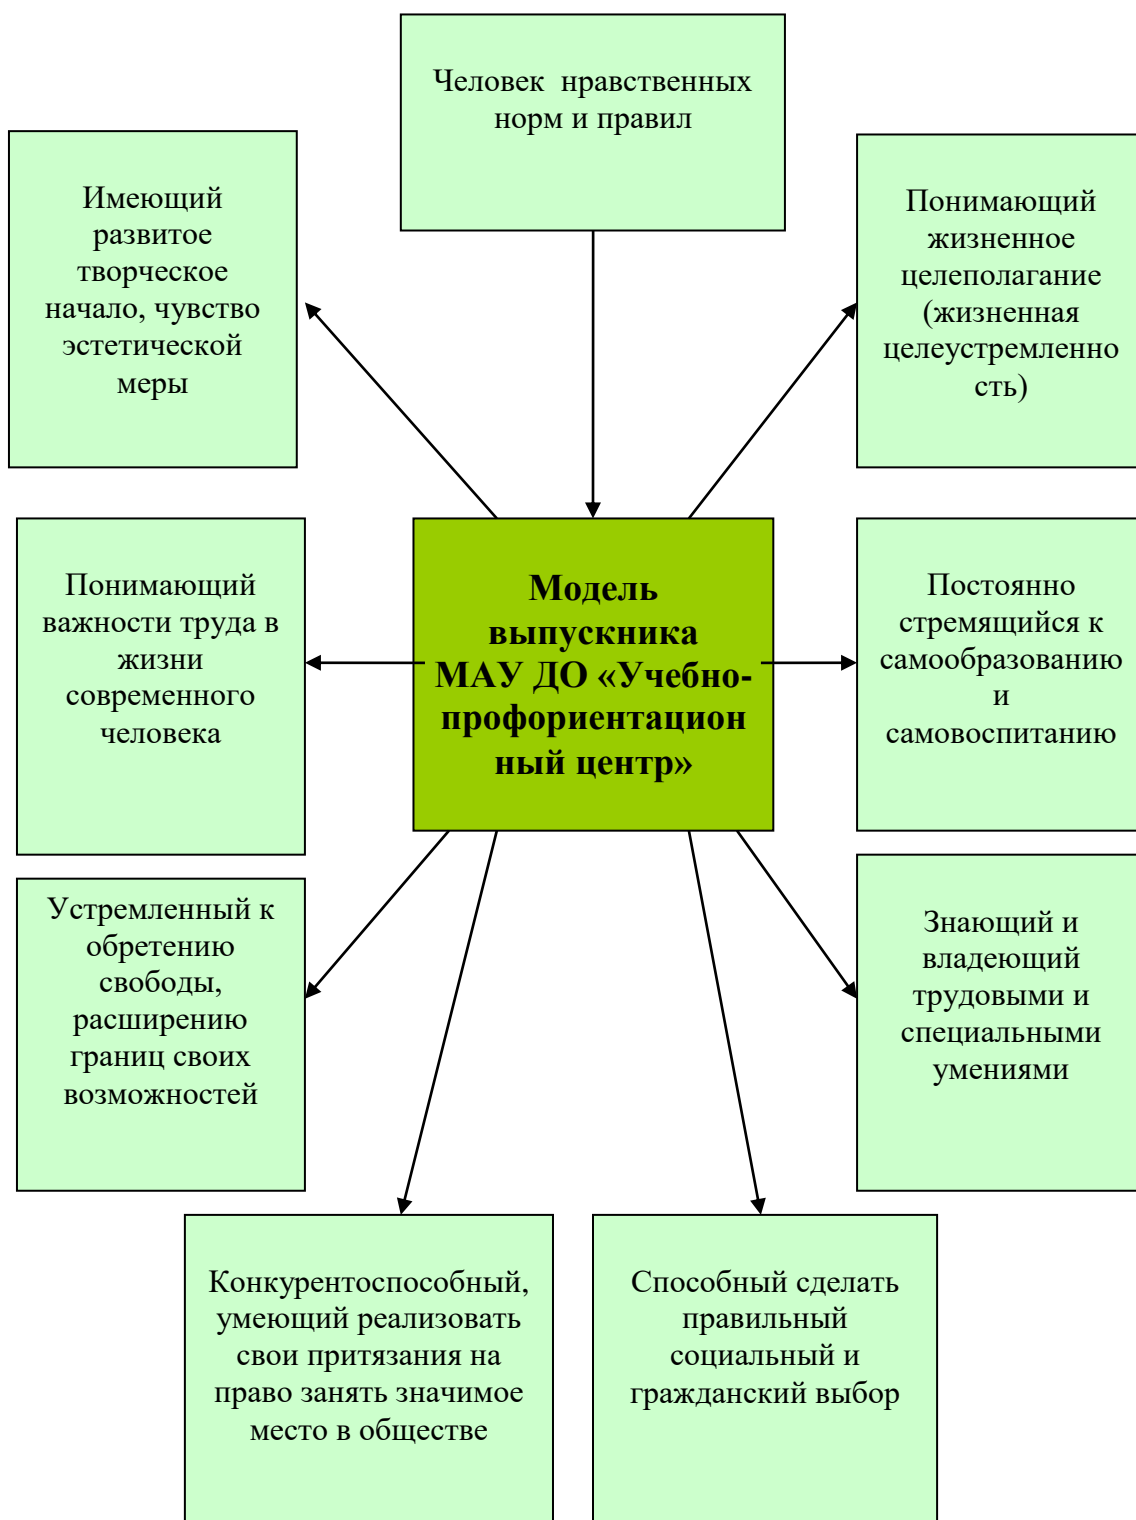 Человек нравственных
норм и правил
Имеющий
развитое
творческое
начало, чувство
эстетической
меры
Понимающий
жизненное
целеполагание
(жизненная
целеустремленно
сть)
Понимающий
важности труда в
жизни
современного
человека
Модель
выпускника
МАУ ДО «Учебно-
профориентацион
ный центр»
Постоянно
стремящийся к
самообразованию
и
самовоспитанию
Устремленный к
обретению
свободы,
расширению
границ своих
возможностей
Знающий и
владеющий
трудовыми и
специальными
умениями
Конкурентоспособный,
умеющий реализовать
свои притязания на
право занять значимое
место в обществе
Способный сделать
правильный
социальный и
гражданский выбор